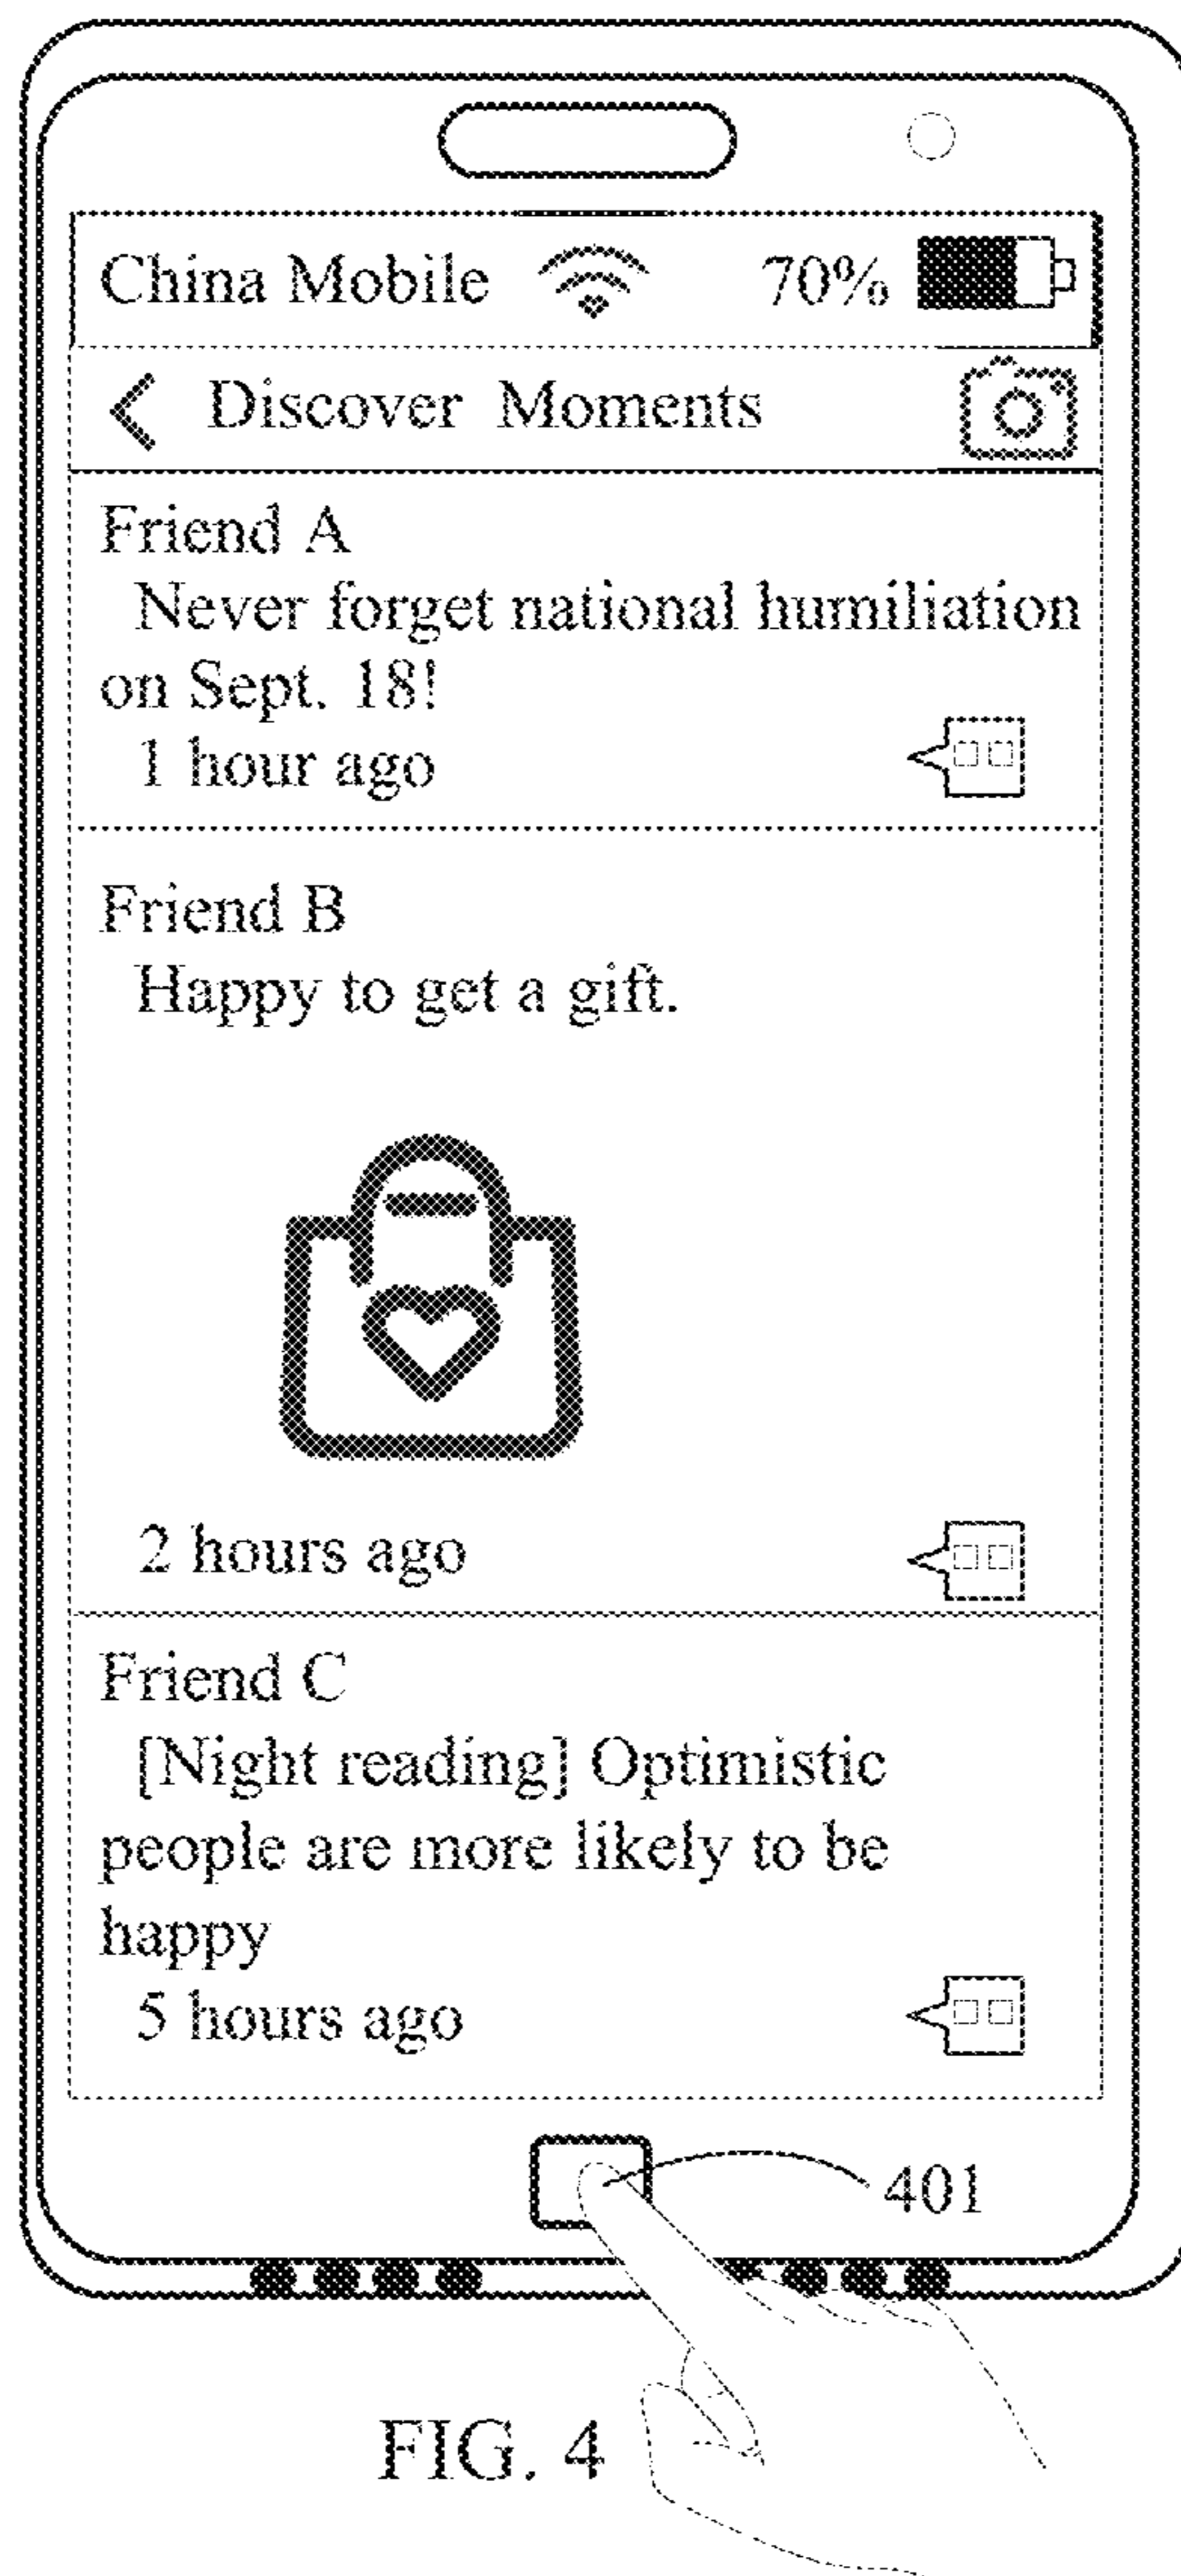 China Mobile 70%
Discover Moments
Friend A
Never forget national humiliation
on Sept. 18!
1 hour ago
Friend B
Happy to get a gift.
2 hours ago
Friend C
[Night reading] Optimistic
people are more likely to be
happy
5 hours ago
401
FIG. 4